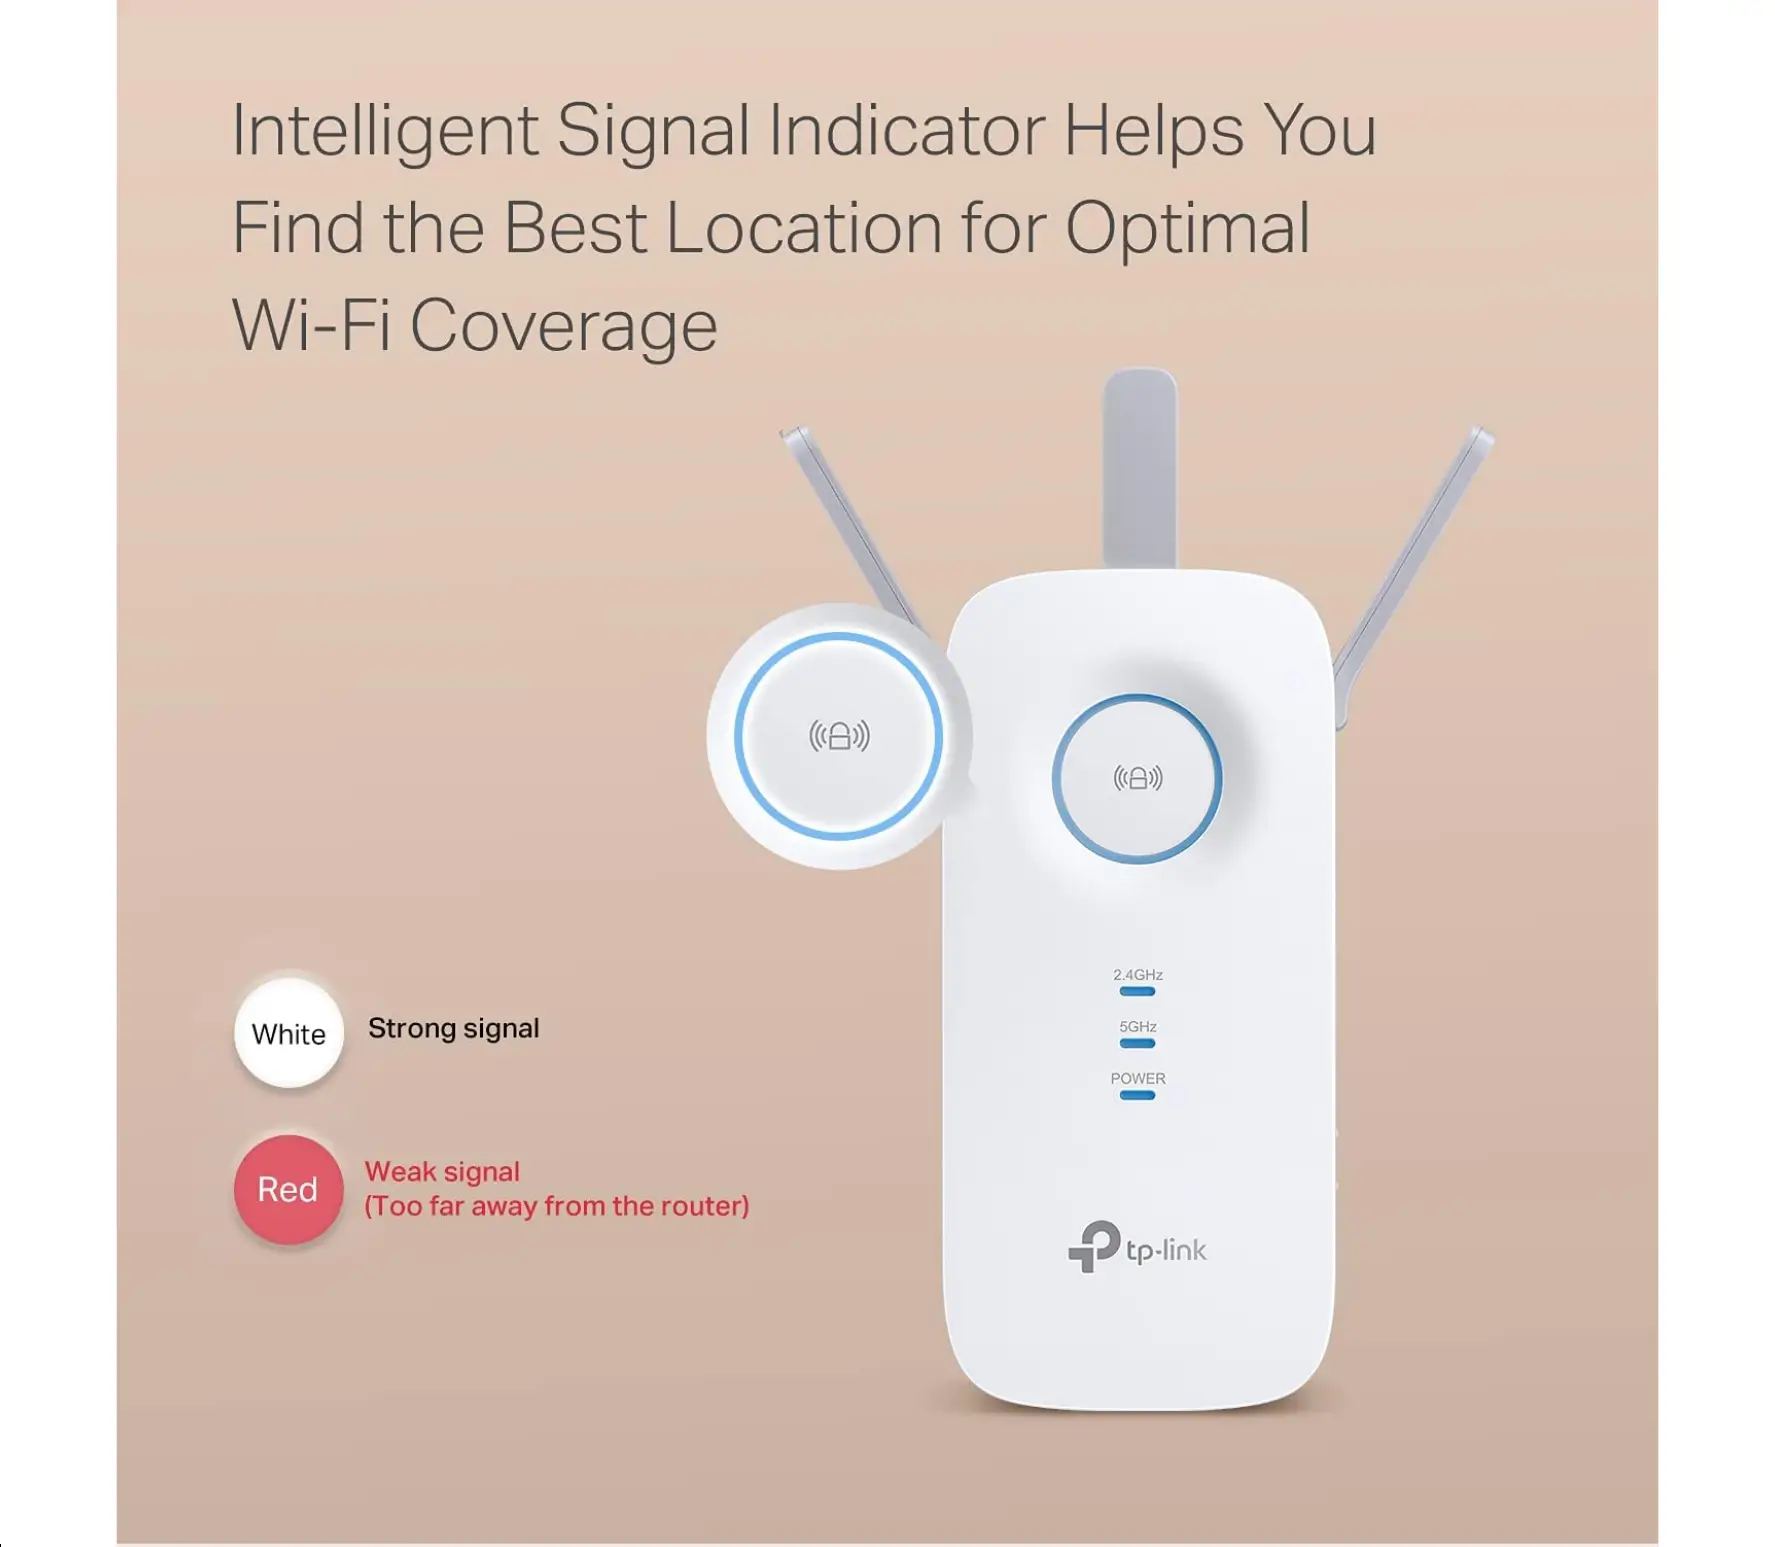 Intelligent Signal Indicator Helps You
Find the Best Location for Optimal
Wi-Fi Coverage
White
Strong signal
Red
Weak signal
(Too far away from the router)
2.4GHz
5GHz
POWER
tp-link